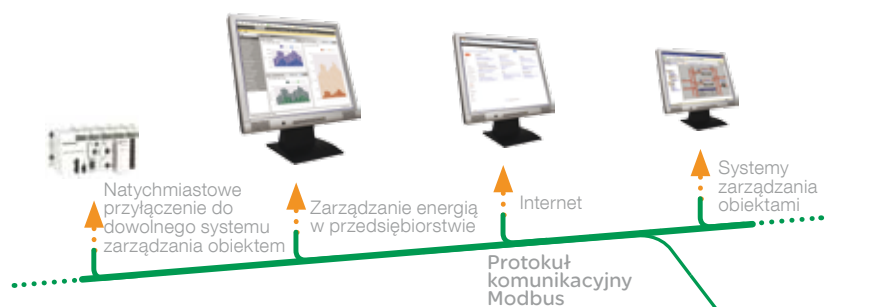 Natychmiastowe
przyłączenie do
dowolnego systemu
zarządzania obiektem
Zarządzanie energią
w przedsiębiorstwie
Internet
Systemy
zarządzania
obiektami
Protokuł
komunikacyjny
Modbus